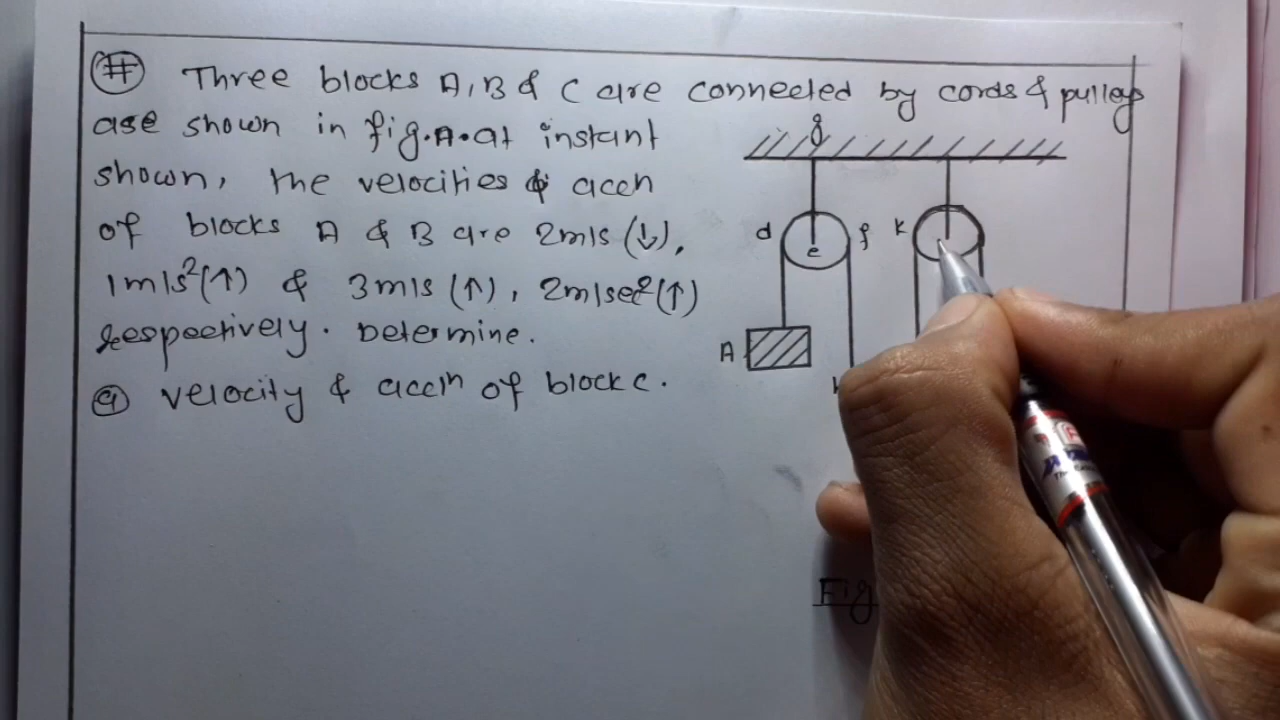 # Three blocks A, B & C are connected by cords & pulleys
are shown in fig.A. at instant
shown, the velocities & accn
of blocks A & B are 2m/s (↓),
1m/s²(↑) & 3m/s (↑), 2m/sec²(↑)
respectively. Determine.
ⓐ velocity & accn of block C.
g
d
e
f
k
A
Fig